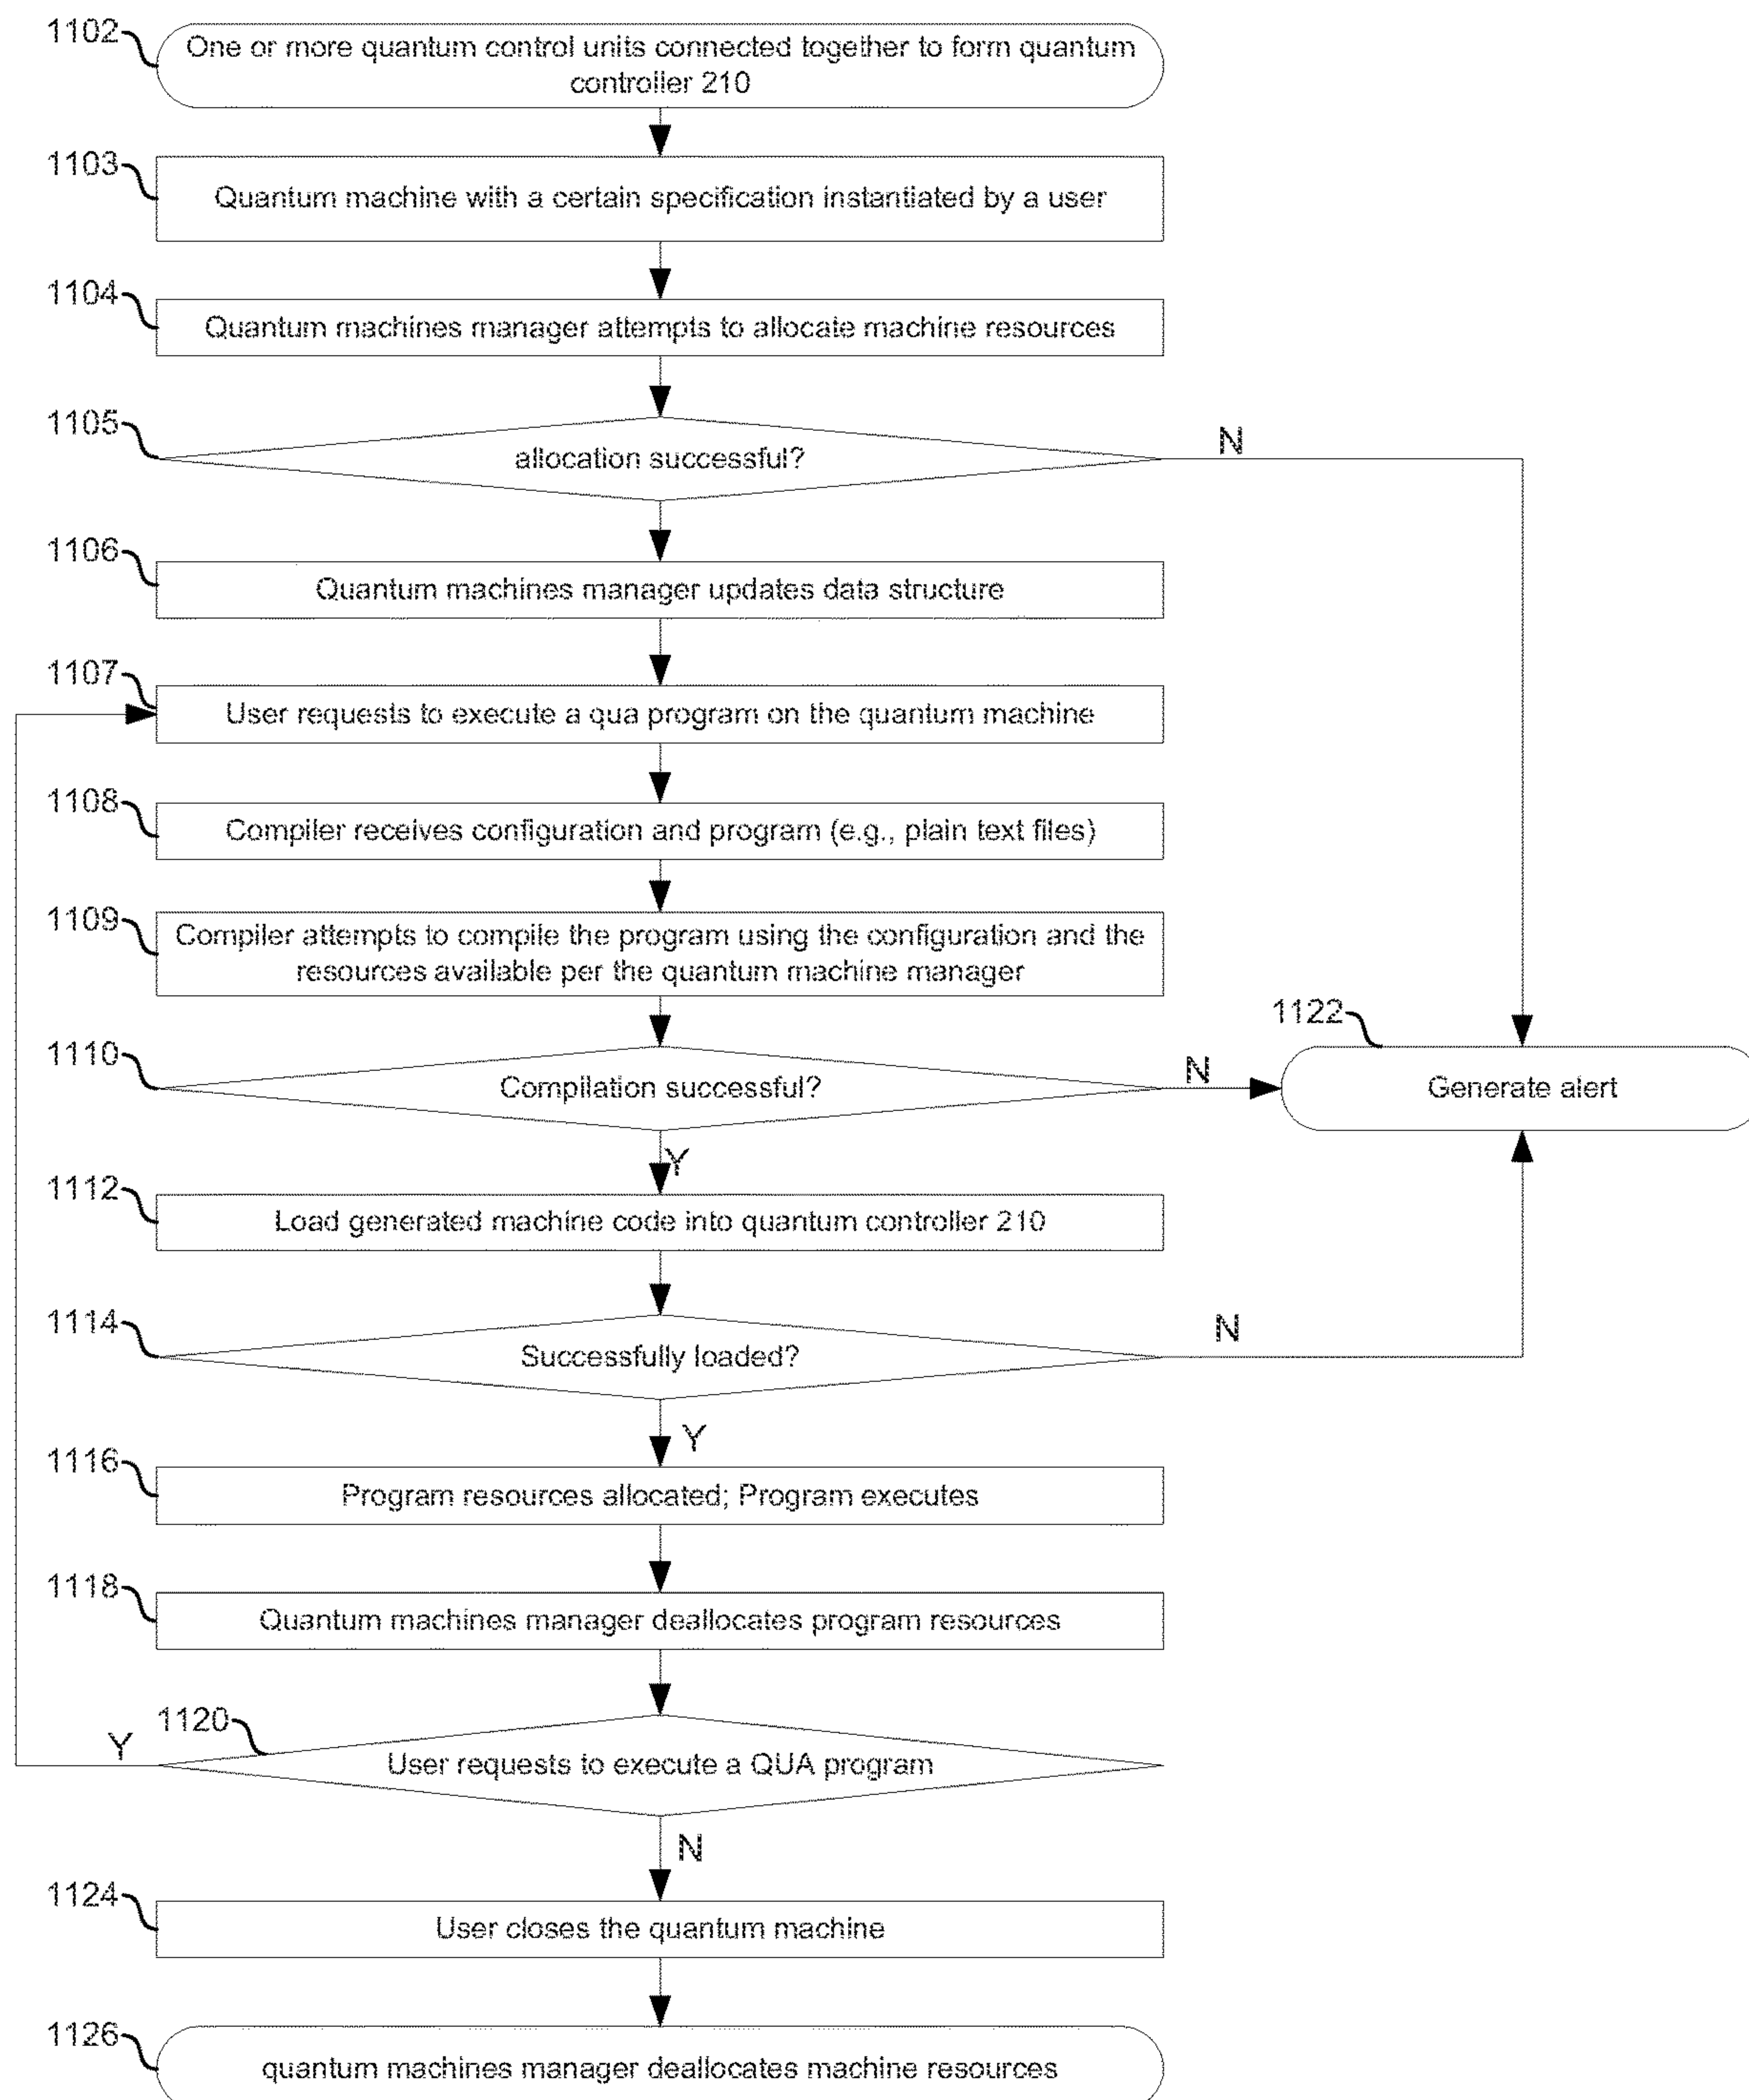 1102
One or more quantum control units connected together to form quantum
controller 210
1103
Quantum machine with a certain specification instantiated by a user
1104
Quantum machines manager attempts to allocate machine resources
1105
allocation successful?
N
1106
Quantum machines manager updates data structure
1107
User requests to execute a qua program on the quantum machine
1108
Compiler receives configuration and program (e.g., plain text files)
1109
Compiler attempts to compile the program using the configuration and the
resources available per the quantum machine manager
1110
Compilation successful?
N
1122
Generate alert
Y
1112
Load generated machine code into quantum controller 210
1114
Successfully loaded?
N
Y
1116
Program resources allocated; Program executes
1118
Quantum machines manager deallocates program resources
1120
Y
User requests to execute a QUA program
N
1124
User closes the quantum machine
1126
quantum machines manager deallocates machine resources